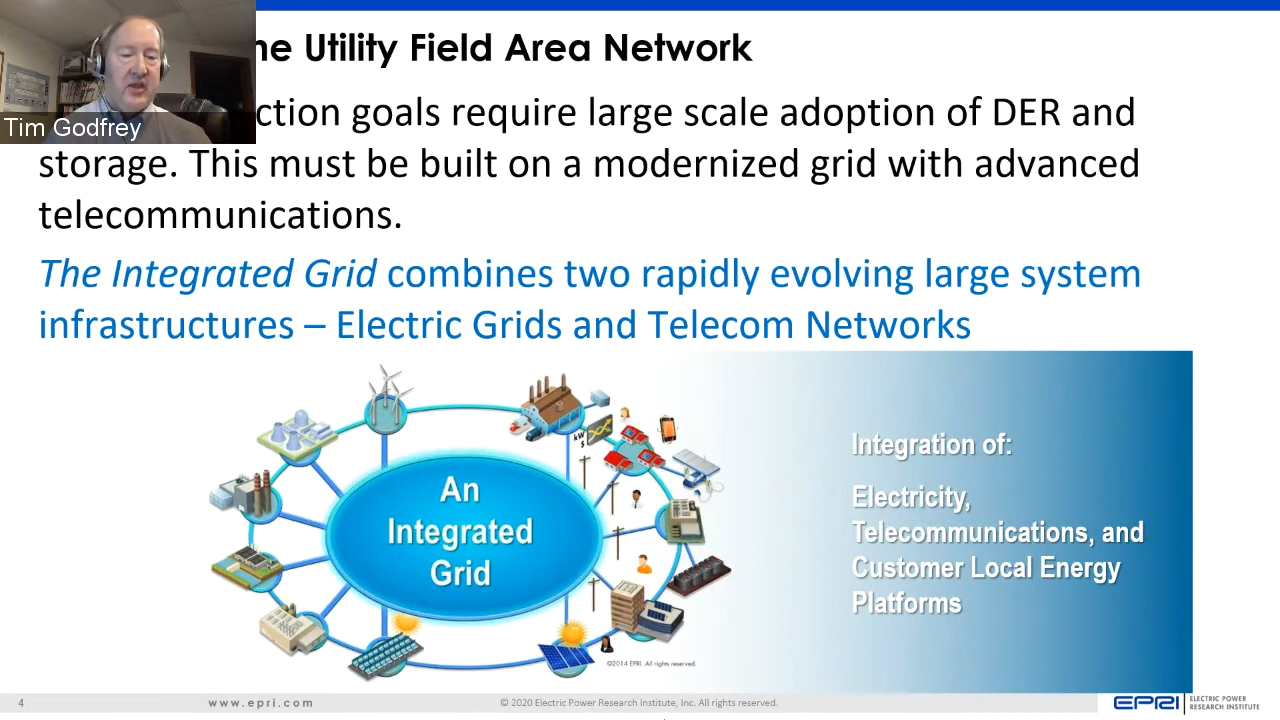 he Utility Field Area Network
Tim Godfrey
ction goals require large scale adoption of DER and
storage. This must be built on a modernized grid with advanced
telecommunications.
The Integrated Grid combines two rapidly evolving large system
infrastructures – Electric Grids and Telecom Networks
kW
$
An
Integrated
Grid
Integration of:
Electricity,
Telecommunications, and
Customer Local Energy
Platforms
©2014 EPRI. All rights reserved.
4
www.epri.com
© 2020 Electric Power Research Institute, Inc. All rights reserved.
EPRI
ELECTRIC POWER
RESEARCH INSTITUTE